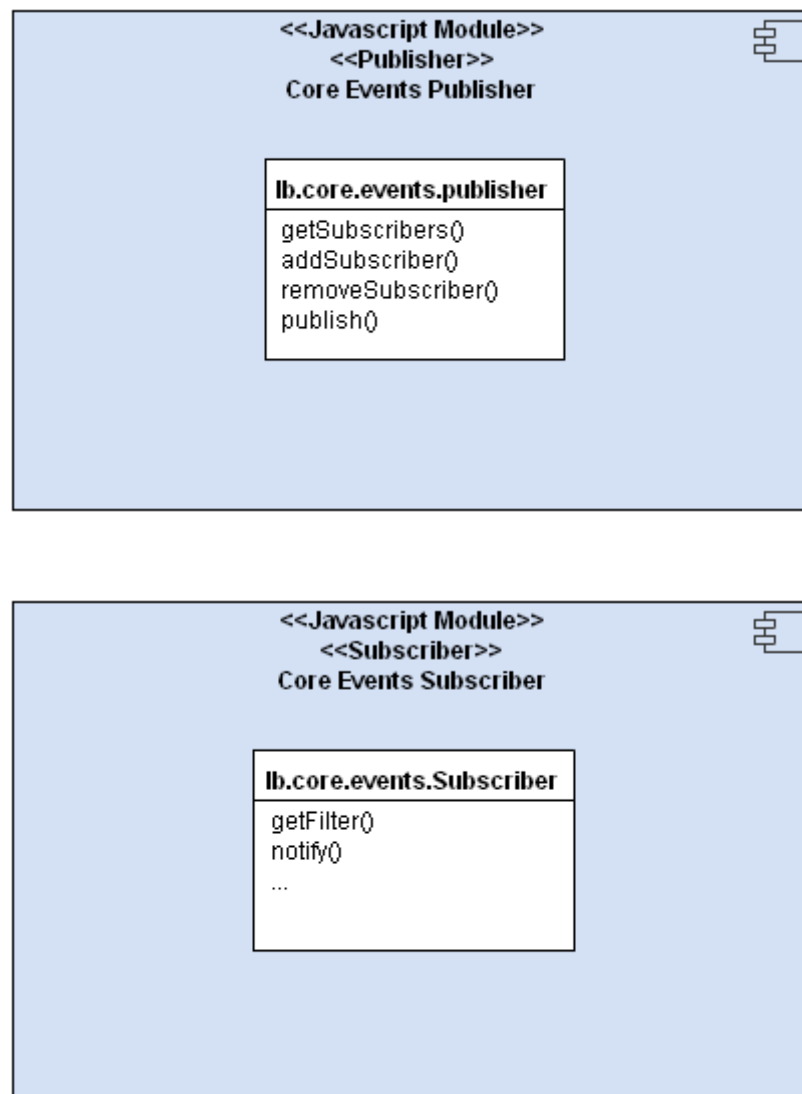 <<Javascript Module>>
<<Publisher>>
Core Events Publisher
lb.core.events.publisher
getSubscribers()
addSubscriber()
removeSubscriber()
publish()
<<Javascript Module>>
<<Subscriber>>
Core Events Subscriber
lb.core.events.Subscriber
getFilter()
notify()
...